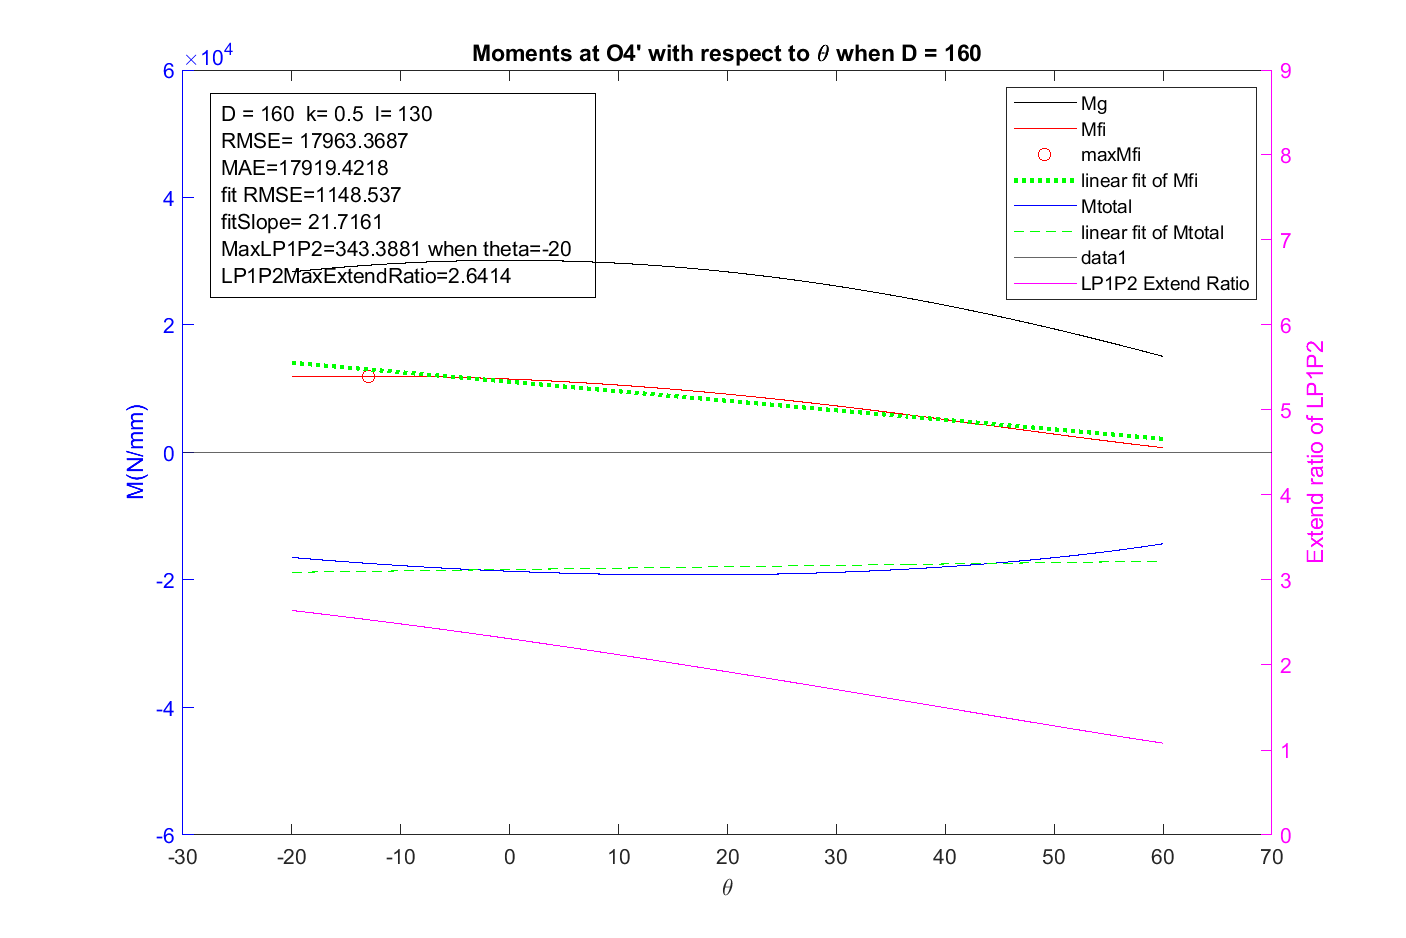 Moments at O4' with respect to θ when D = 160
×10^4
6
4
2
0
-2
-4
-6
M(N/mm)
D = 160  k= 0.5  l= 130
RMSE= 17963.3687
MAE=17919.4218
fit RMSE=1148.537
fitSlope= 21.7161
MaxLP1P2=343.3881 when theta=-20
LP1P2MaxExtendRatio=2.6414
Mg
Mfi
maxMfi
linear fit of Mfi
Mtotal
linear fit of Mtotal
data1
LP1P2 Extend Ratio
9
8
7
6
5
4
3
2
1
0
Extend ratio of LP1P2
-30 -20 -10 0 10 20 30 40 50 60 70
θ